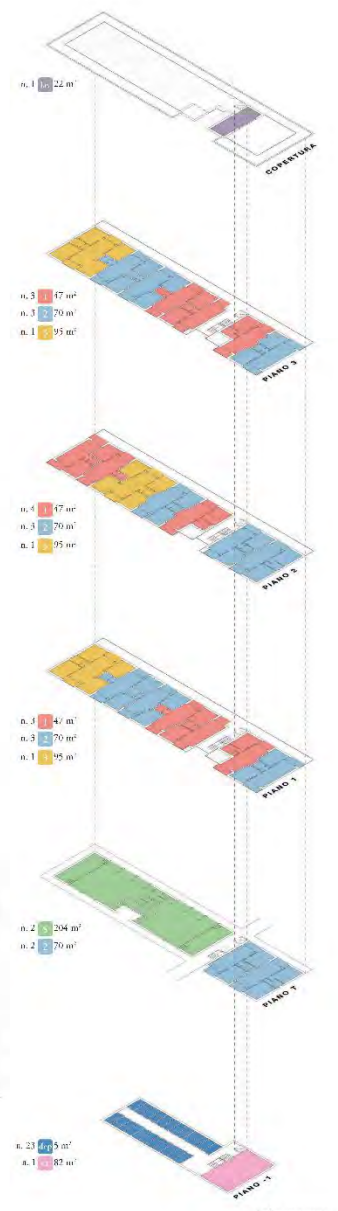 n. 1 22 m²
COPERTURA
n. 3 1 47 m²
n. 3 2 70 m²
n. 1 3 95 m²
PIANO 3
n. 4 1 47 m²
n. 3 2 70 m²
n. 1 3 95 m²
PIANO 2
n. 3 1 47 m²
n. 3 2 70 m²
n. 1 3 95 m²
PIANO 1
n. 2 204 m²
n. 2 2 70 m²
PIANO T
n. 23 dep 5 m²
n. 1 82 m²
PIANO -1